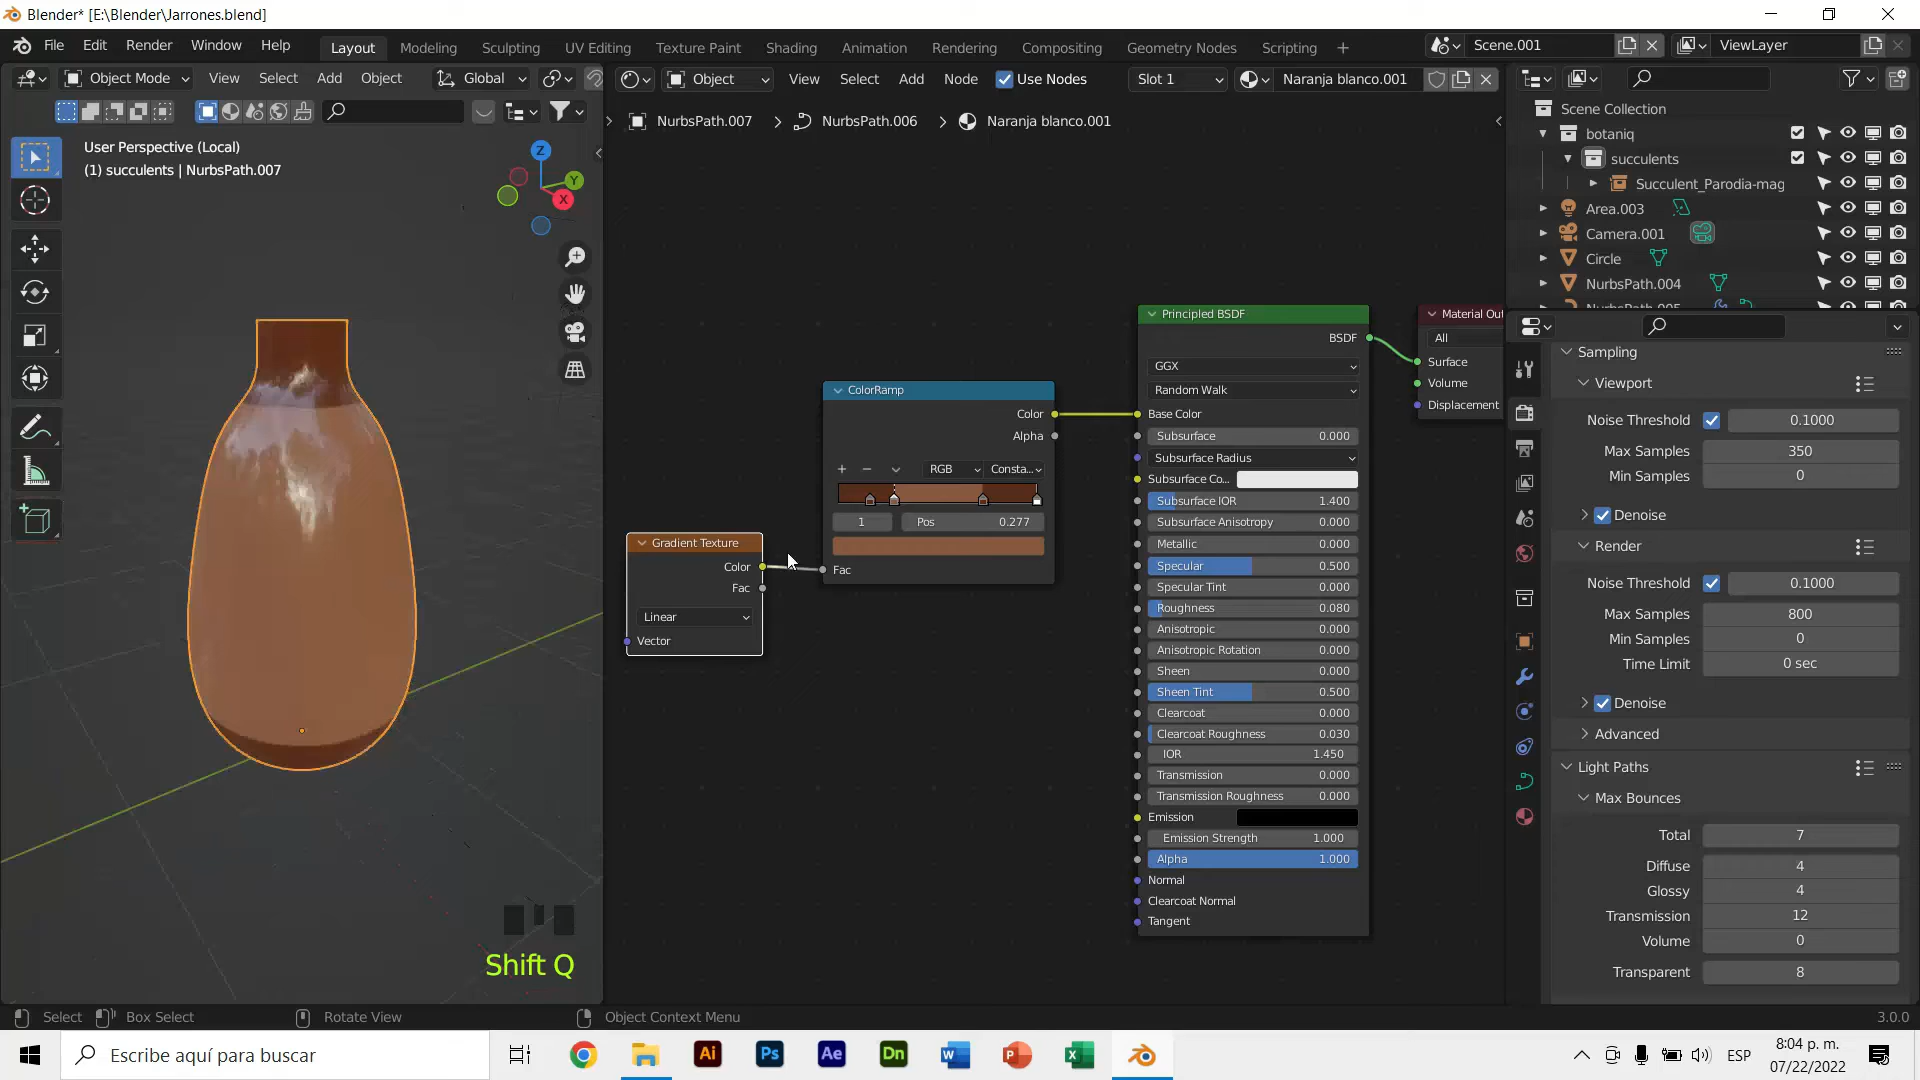 Blender* [E:\Blender\Jarrones.blend]
File Edit Render Window Help Layout Modeling Sculpting UV Editing Texture Paint Shading Animation Rendering Compositing Geometry Nodes Scripting + Scene.001 ViewLayer
Object Mode View Select Add Object Global Object View Select Add Node Use Nodes Slot 1 Naranja blanco.001
NurbsPath.007 > NurbsPath.006 > Naranja blanco.001
User Perspective (Local)
(1) succulents | NurbsPath.007
Z
Y
X
Shift Q
Gradient Texture
Color
Fac
Linear
Vector
ColorRamp
Color
Alpha
RGB Consta...
1 Pos 0.277
Fac
Principled BSDF
BSDF
GGX
Random Walk
Base Color
Subsurface 0.000
Subsurface Radius
Subsurface Co...
Subsurface IOR 1.400
Subsurface Anisotropy 0.000
Metallic 0.000
Specular 0.500
Specular Tint 0.000
Roughness 0.080
Anisotropic 0.000
Anisotropic Rotation 0.000
Sheen 0.000
Sheen Tint 0.500
Clearcoat 0.000
Clearcoat Roughness 0.030
IOR 1.450
Transmission 0.000
Transmission Roughness 0.000
Emission
Emission Strength 1.000
Alpha 1.000
Normal
Clearcoat Normal
Tangent
Material Out
All
Surface
Volume
Displacement
Scene Collection
botaniq
succulents
Succulent_Parodia-mag
Area.003
Camera.001
Circle
NurbsPath.004
NurbsPath.005
Sampling
Viewport
Noise Threshold 0.1000
Max Samples 350
Min Samples 0
Denoise
Render
Noise Threshold 0.1000
Max Samples 800
Min Samples 0
Time Limit 0 sec
Denoise
Advanced
Light Paths
Max Bounces
Total 7
Diffuse 4
Glossy 4
Transmission 12
Volume 0
Transparent 8
Select Box Select Rotate View Object Context Menu 3.0.0
Escribe aquí para buscar
Ai Ps Ae Dn W P X
ESP
8:04 p. m.
07/22/2022